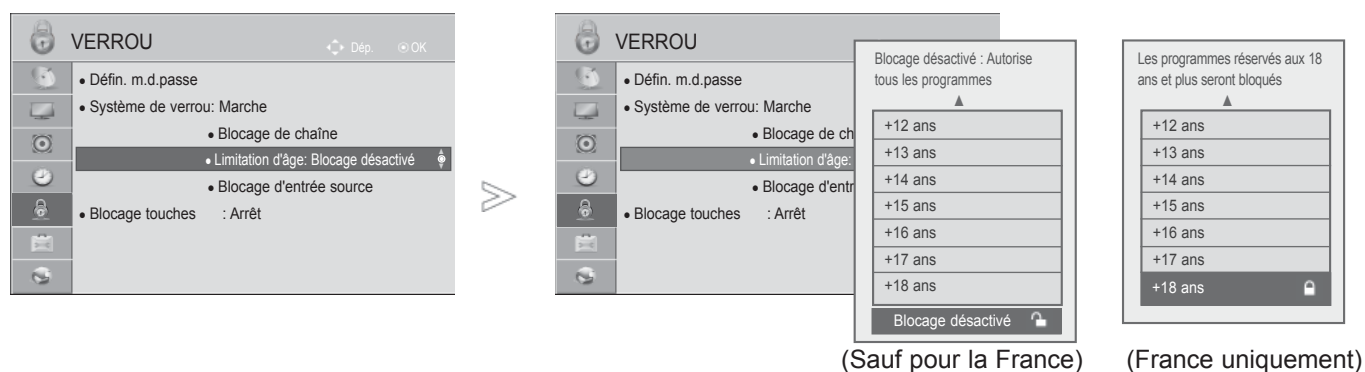 VERROU
Dép. OK
• Défin. m.d.passe
• Système de verrou: Marche
• Blocage de chaîne
• Limitation d'âge: Blocage désactivé
• Blocage d'entrée source
• Blocage touches : Arrêt
VERROU
• Défin. m.d.passe
• Système de verrou: Marche
• Blocage de ch
• Limitation d'âge:
• Blocage d'entr
• Blocage touches : Arrêt
Blocage désactivé : Autorise
tous les programmes
+12 ans
+13 ans
+14 ans
+15 ans
+16 ans
+17 ans
+18 ans
Blocage désactivé
(Sauf pour la France)
Les programmes réservés aux 18
ans et plus seront bloqués
+12 ans
+13 ans
+14 ans
+15 ans
+16 ans
+17 ans
+18 ans
(France uniquement)